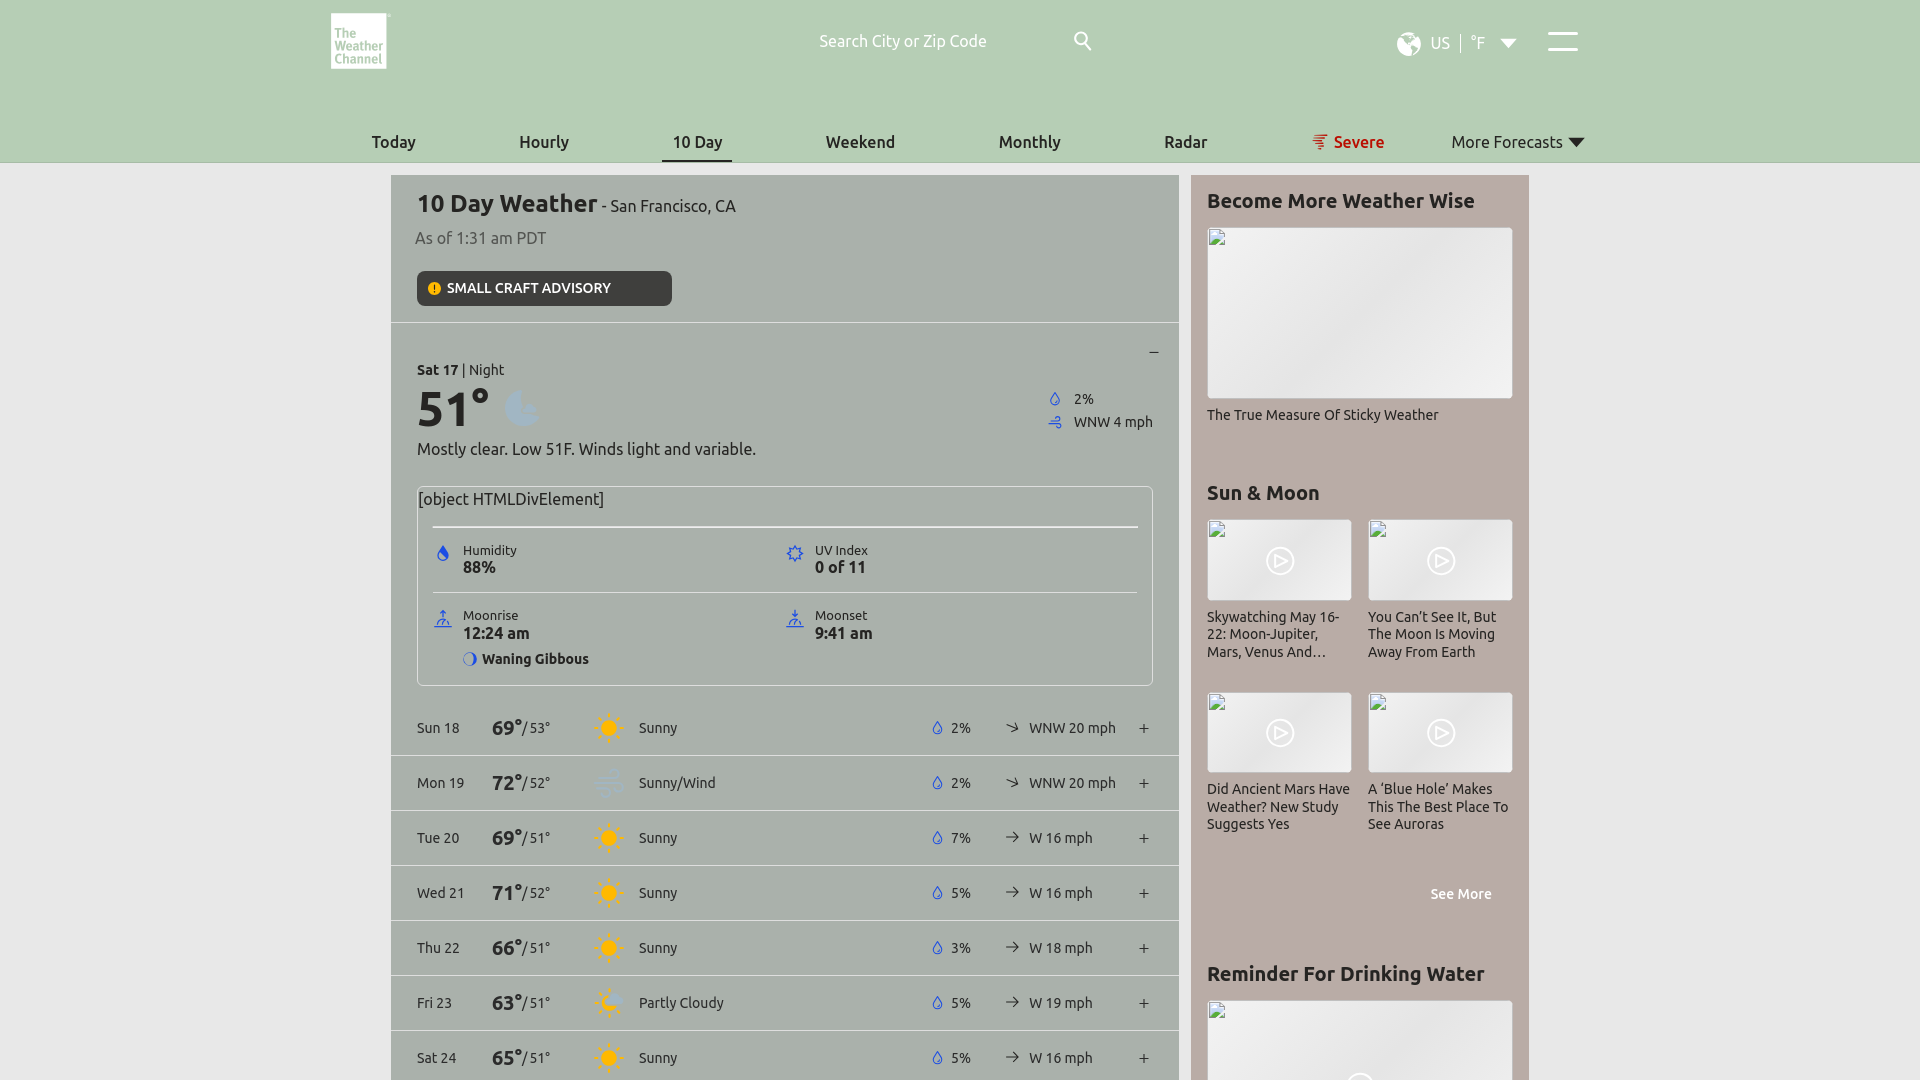 The
Weather
Channel
Search City or Zip Code
US | °F
Today
Hourly
10 Day
Weekend
Monthly
Radar
Severe
More Forecasts
10 Day Weather - San Francisco, CA
As of 1:31 am PDT
SMALL CRAFT ADVISORY
Sat 17 | Night
51°
2%
WNW 4 mph
Mostly clear. Low 51F. Winds light and variable.
[object HTMLDivElement]
Humidity
88%
UV Index
0 of 11
Moonrise
12:24 am
Waning Gibbous
Moonset
9:41 am
Sun 18 69°/ 53° Sunny 2% WNW 20 mph +
Mon 19 72°/ 52° Sunny/Wind 2% WNW 20 mph +
Tue 20 69°/ 51° Sunny 7% W 16 mph +
Wed 21 71°/ 52° Sunny 5% W 16 mph +
Thu 22 66°/ 51° Sunny 3% W 18 mph +
Fri 23 63°/ 51° Partly Cloudy 5% W 19 mph +
Sat 24 65°/ 51° Sunny 5% W 16 mph +
Become More Weather Wise
The True Measure Of Sticky Weather
Sun & Moon
Skywatching May 16-
22: Moon-Jupiter,
Mars, Venus And…
You Can’t See It, But
The Moon Is Moving
Away From Earth
Did Ancient Mars Have
Weather? New Study
Suggests Yes
A ‘Blue Hole’ Makes
This The Best Place To
See Auroras
See More
Reminder For Drinking Water